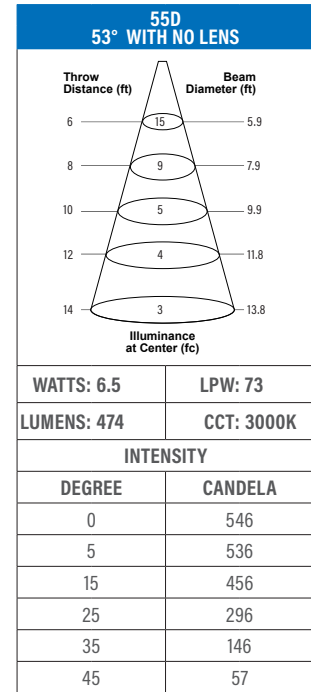 55D
53° WITH NO LENS
Throw Beam
Distance (ft) Diameter (ft)
6 15 5.9
8 9 7.9
10 5 9.9
12 4 11.8
14 3 13.8
Illuminance
at Center (fc)
WATTS: 6.5 LPW: 73
LUMENS: 474 CCT: 3000K
INTENSITY
DEGREE CANDELA
0 546
5 536
15 456
25 296
35 146
45 57